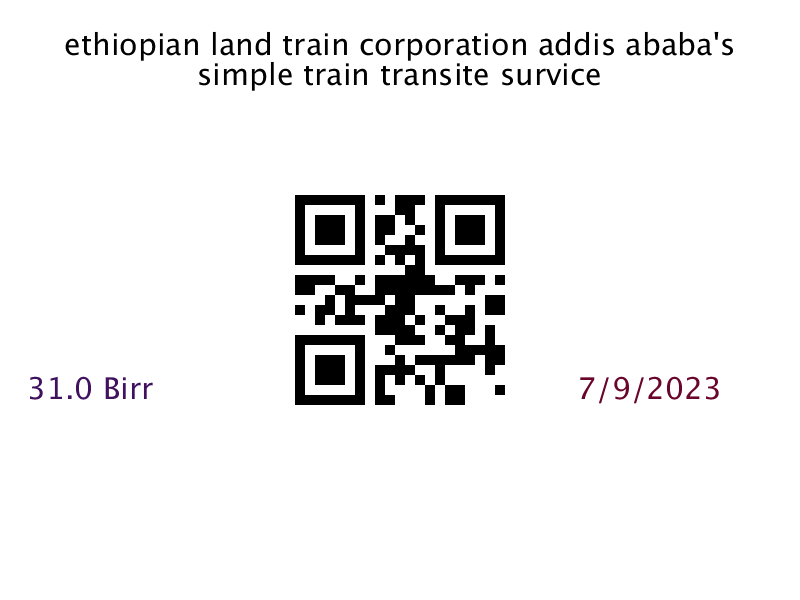 ethiopian land train corporation addis ababa's
simple train transite survice
31.0 Birr
7/9/2023